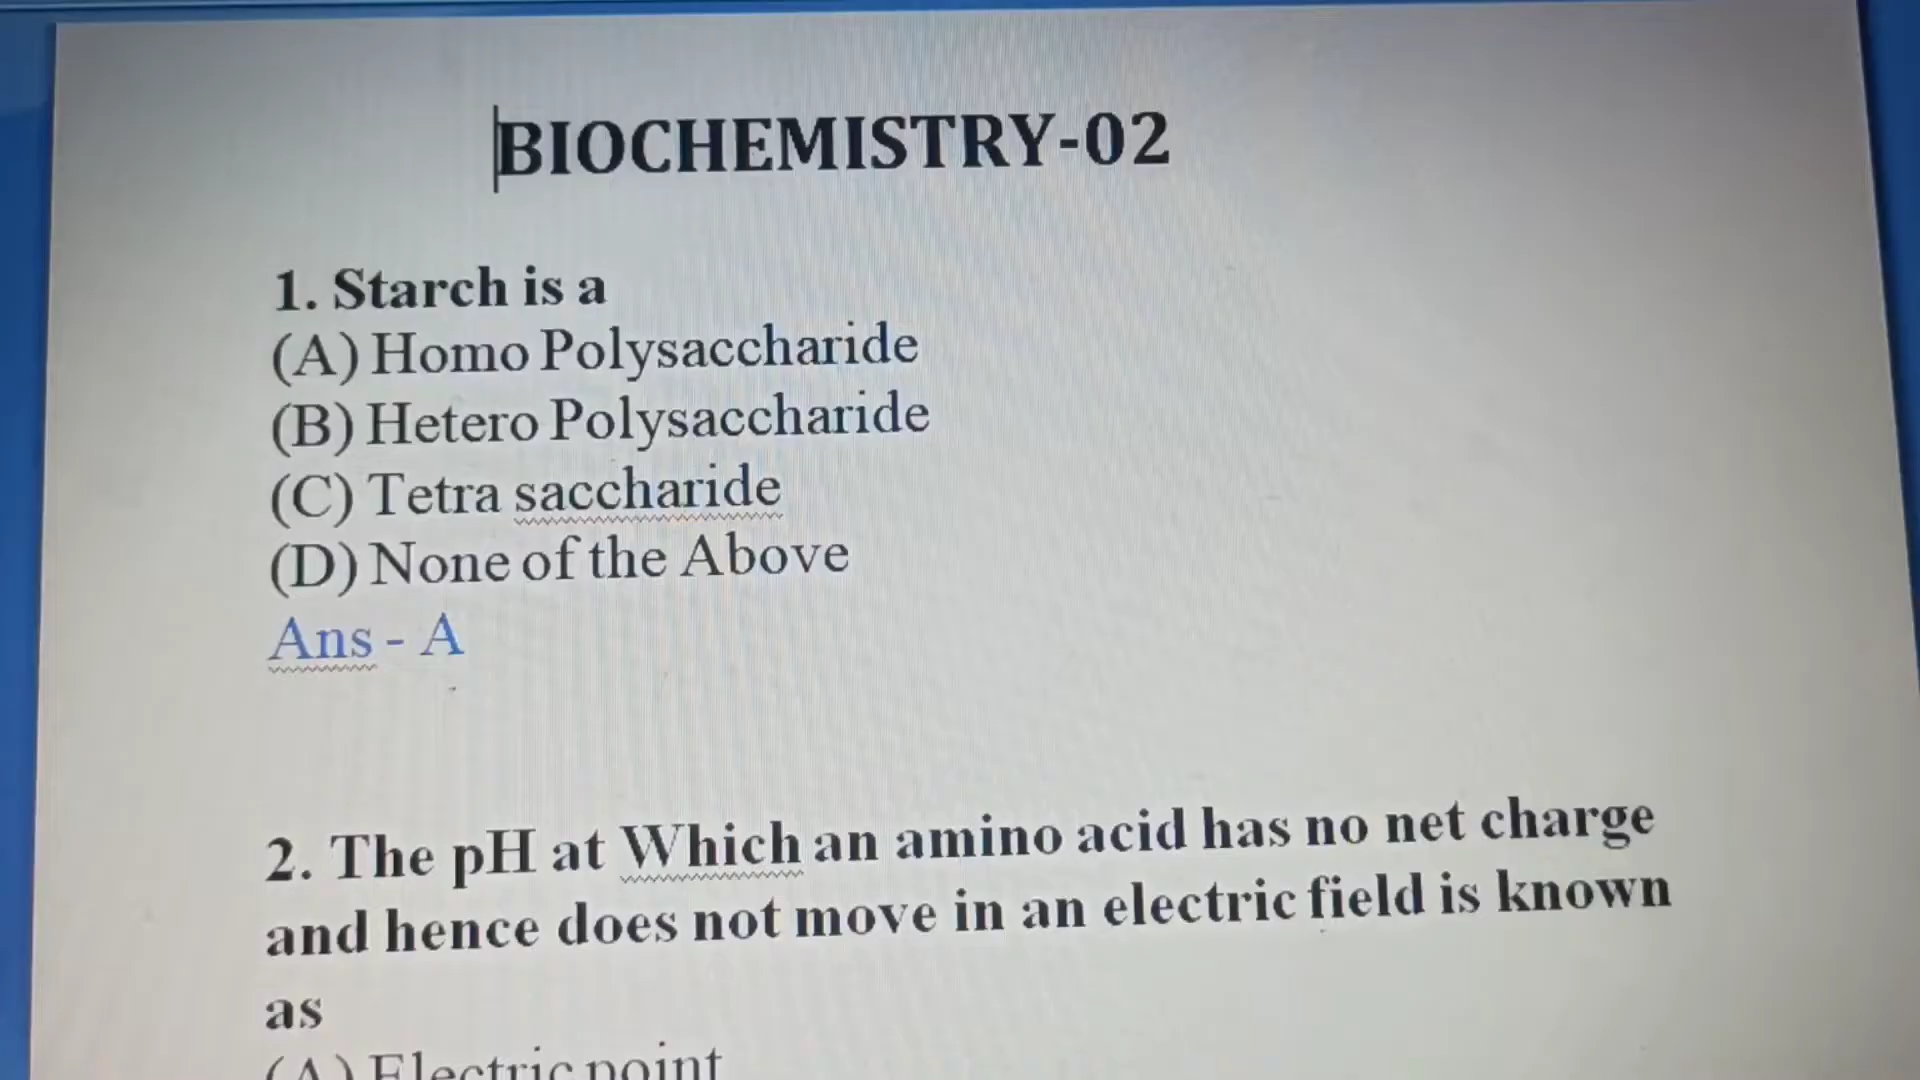 BIOCHEMISTRY-02
1. Starch is a
(A) Homo Polysaccharide
(B) Hetero Polysaccharide
(C) Tetra saccharide
(D) None of the Above
Ans - A
2. The pH at Which an amino acid has no net charge
and hence does not move in an electric field is known
as
(A) Electric point